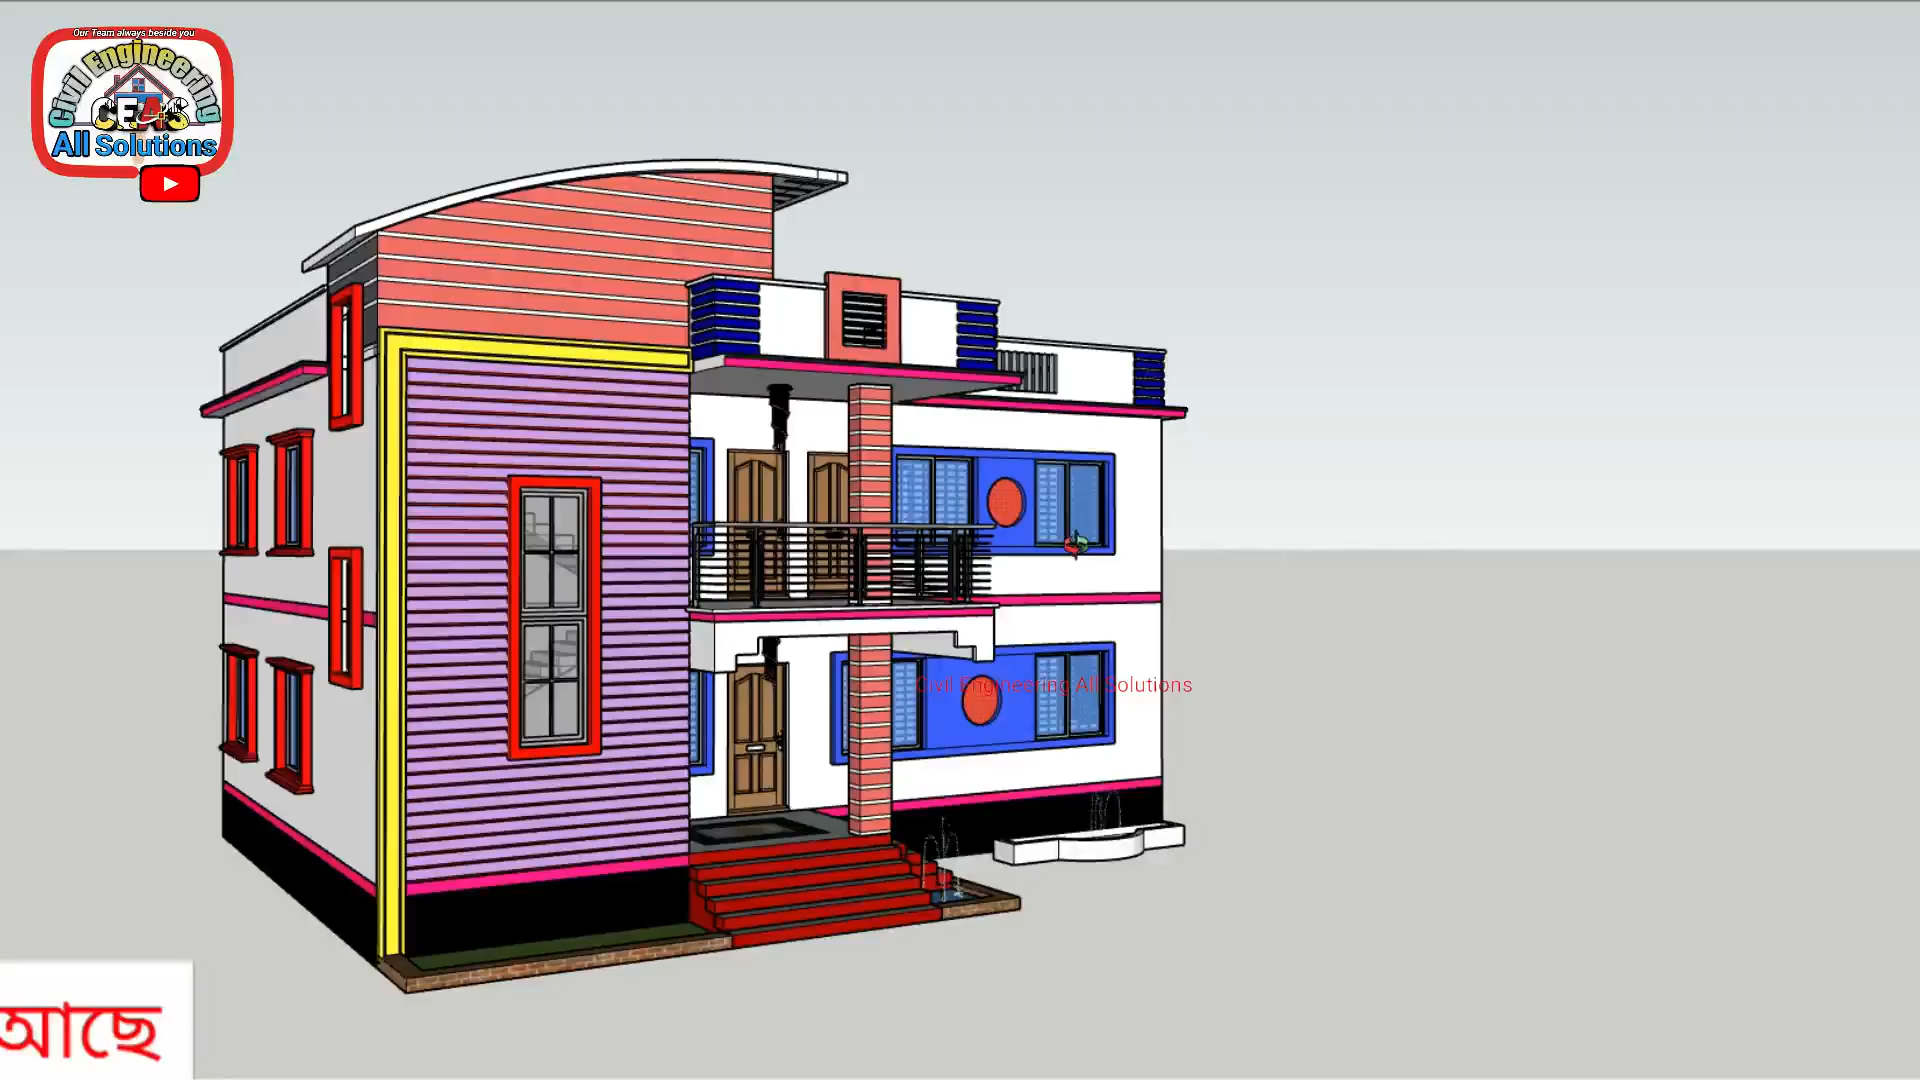 Our Team always beside you
Civil Engineering
CEAS
All Solutions
Civil Engineering All Solutions
আছে